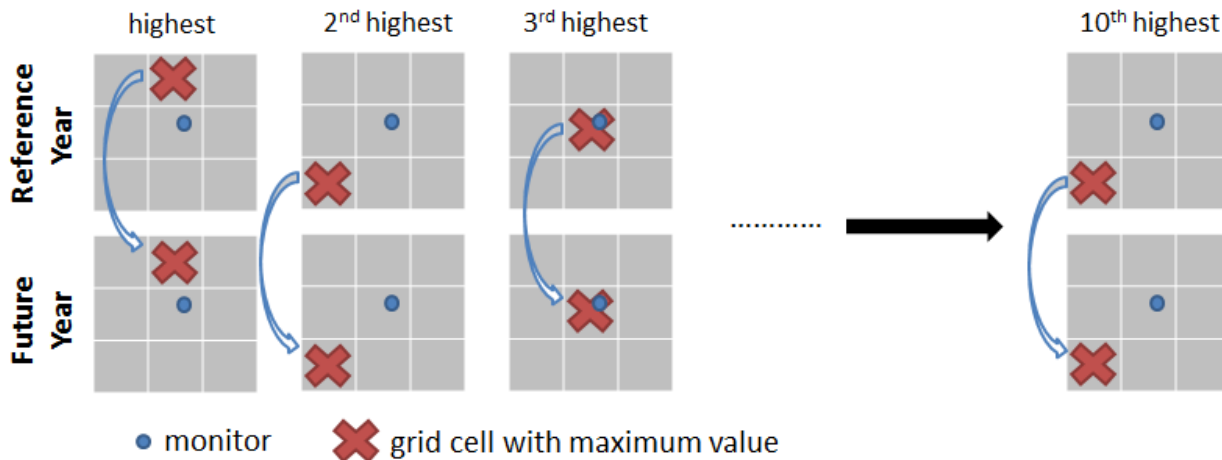 highest
2nd highest
3rd highest
10th highest
Reference
Year
…………
Future
Year
monitor
grid cell with maximum value